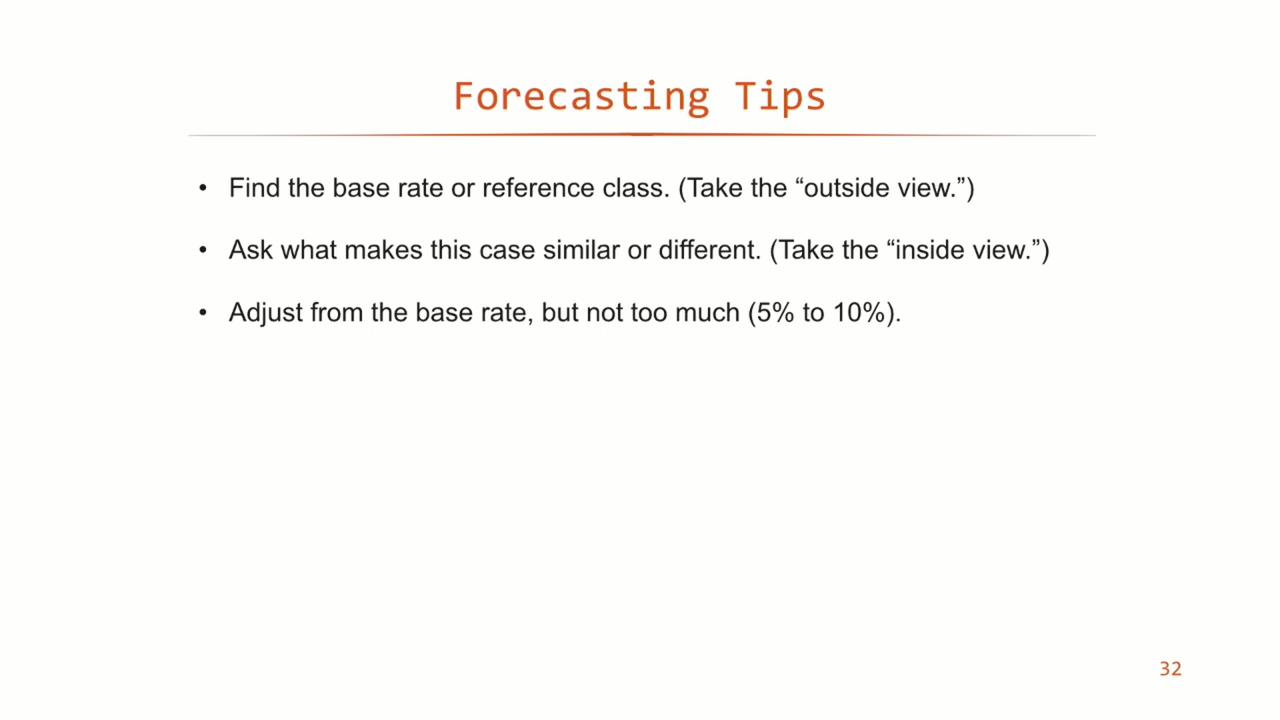 Forecasting Tips
• Find the base rate or reference class. (Take the “outside view.”)
• Ask what makes this case similar or different. (Take the “inside view.”)
• Adjust from the base rate, but not too much (5% to 10%).
32